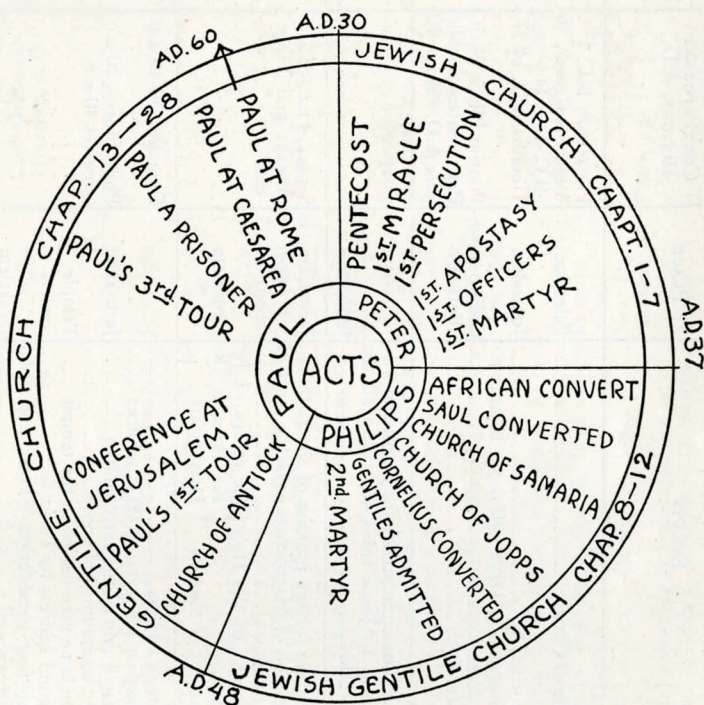 A.D.30
JEWISH CHURCH CHAPT. 1-7
PENTECOST
1ST MIRACLE
1ST PERSECUTION
1ST. APOSTASY
1ST. OFFICERS
1ST. MARTYR
A.D.37
AFRICAN CONVERT
SAUL CONVERTED
CHURCH OF SAMARIA
CHURCH OF JOPPS
CORNELIUS CONVERTED
GENTILES ADMITTED
2nd. MARTYR
JEWISH GENTILE CHURCH CHAP. 8-12
A.D.48
CHURCH OF ANTIOCK
PAUL'S 1ST. TOUR
CONFERENCE AT
JERUSALEM
PAUL'S 3rd. TOUR
PAUL A PRISONER
PAUL AT CAESAREA
PAUL AT ROME
GENTILE CHURCH CHAP. 13-28
A.D.60
PETER
PHILIPS
PAUL
ACTS